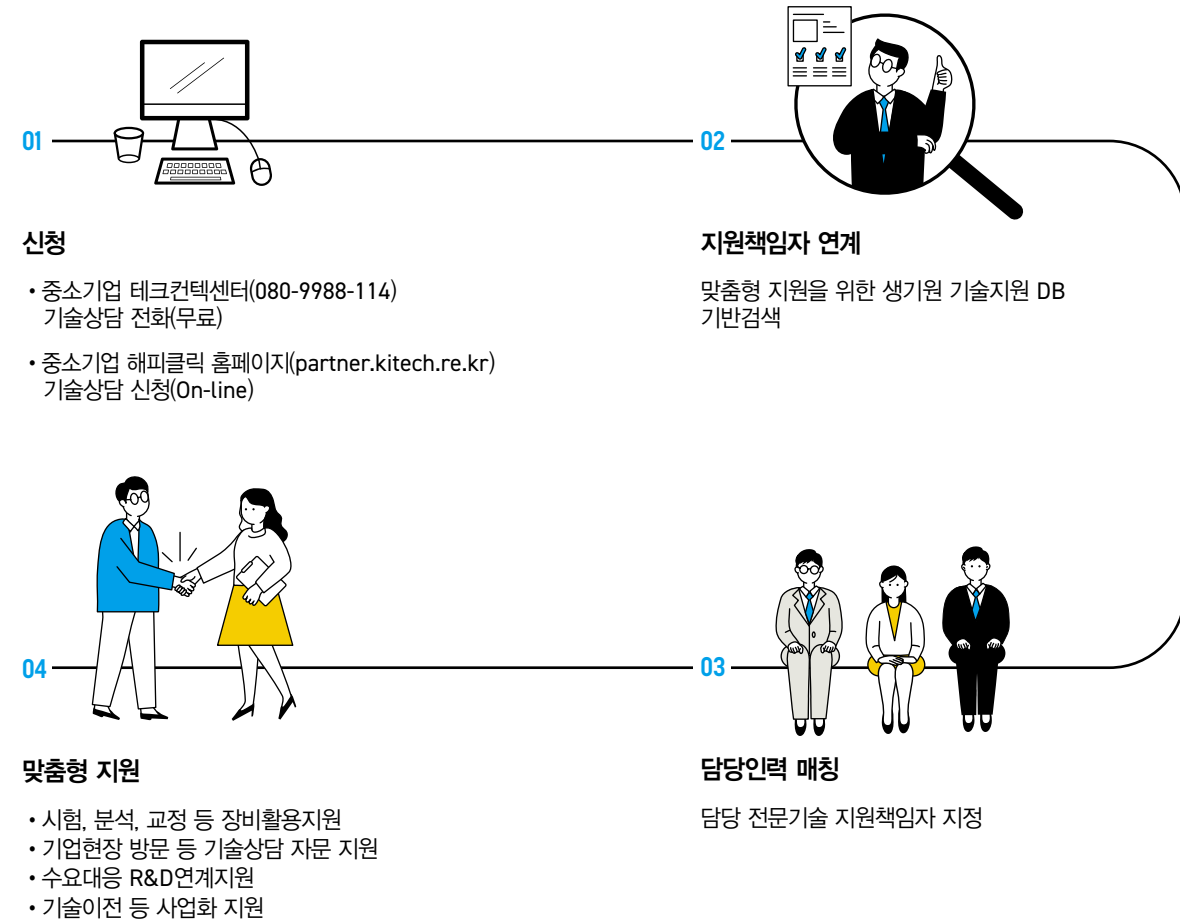 01
신청
• 중소기업 테크컨텍센터(080-9988-114)
기술상담 전화(무료)
• 중소기업 해피클릭 홈페이지(partner.kitech.re.kr)
기술상담 신청(On-line)
02
지원책임자 연계
맞춤형 지원을 위한 생기원 기술지원 DB
기반검색
03
담당인력 매칭
담당 전문기술 지원책임자 지정
04
맞춤형 지원
• 시험, 분석, 교정 등 장비활용지원
• 기업현장 방문 등 기술상담 자문 지원
• 수요대응 R&D연계지원
• 기술이전 등 사업화 지원